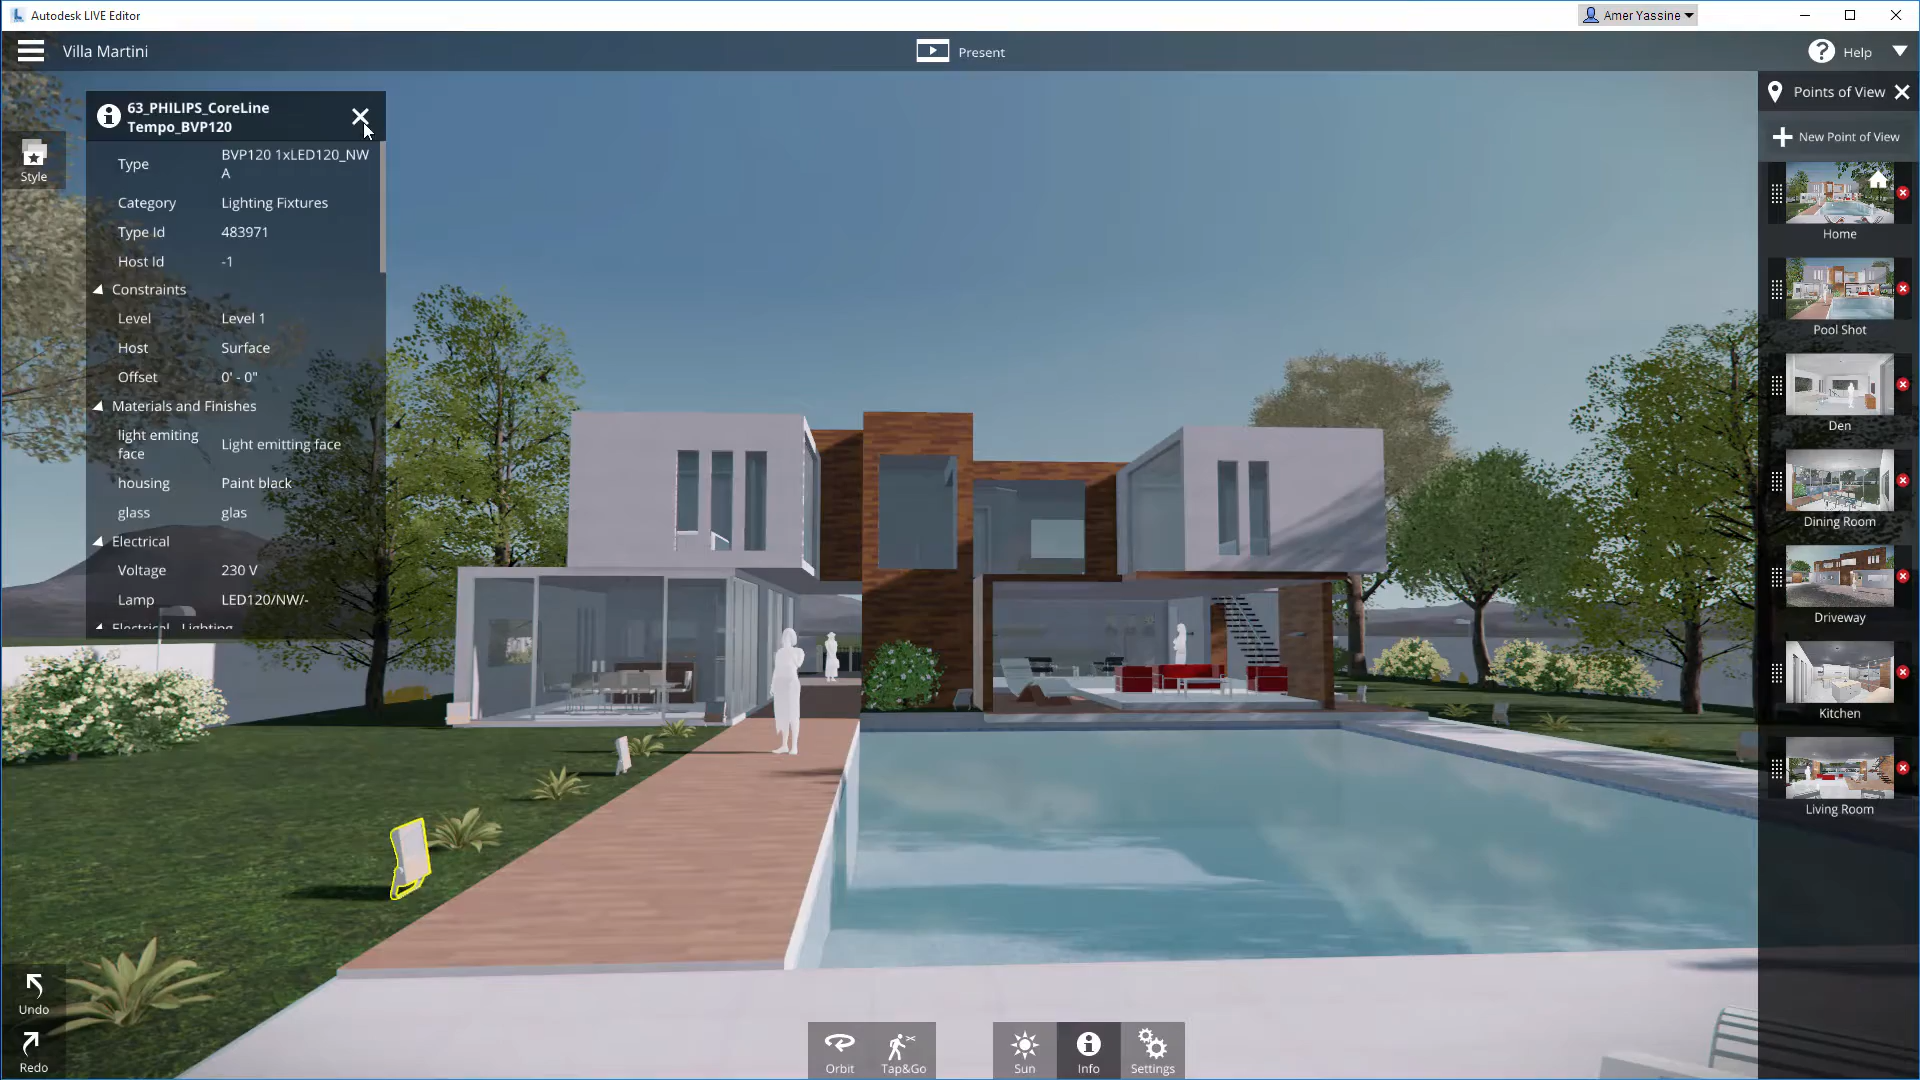 Autodesk LIVE Editor
Amer Yassine
Villa Martini
Present
Help
63_PHILIPS_CoreLine
Tempo_BVP120
Type
BVP120 1xLED120_NW
A
Category
Lighting Fixtures
Type Id
483971
Host Id
-1
Constraints
Level
Level 1
Host
Surface
Offset
0' - 0"
Materials and Finishes
light emiting
face
Light emitting face
housing
Paint black
glass
glas
Electrical
Voltage
230 V
Lamp
LED120/NW/-
Electrical - Lighting
Style
Undo
Redo
Orbit
Tap&Go
Sun
Info
Settings
Points of View
New Point of View
Home
Pool Shot
Den
Dining Room
Driveway
Kitchen
Living Room